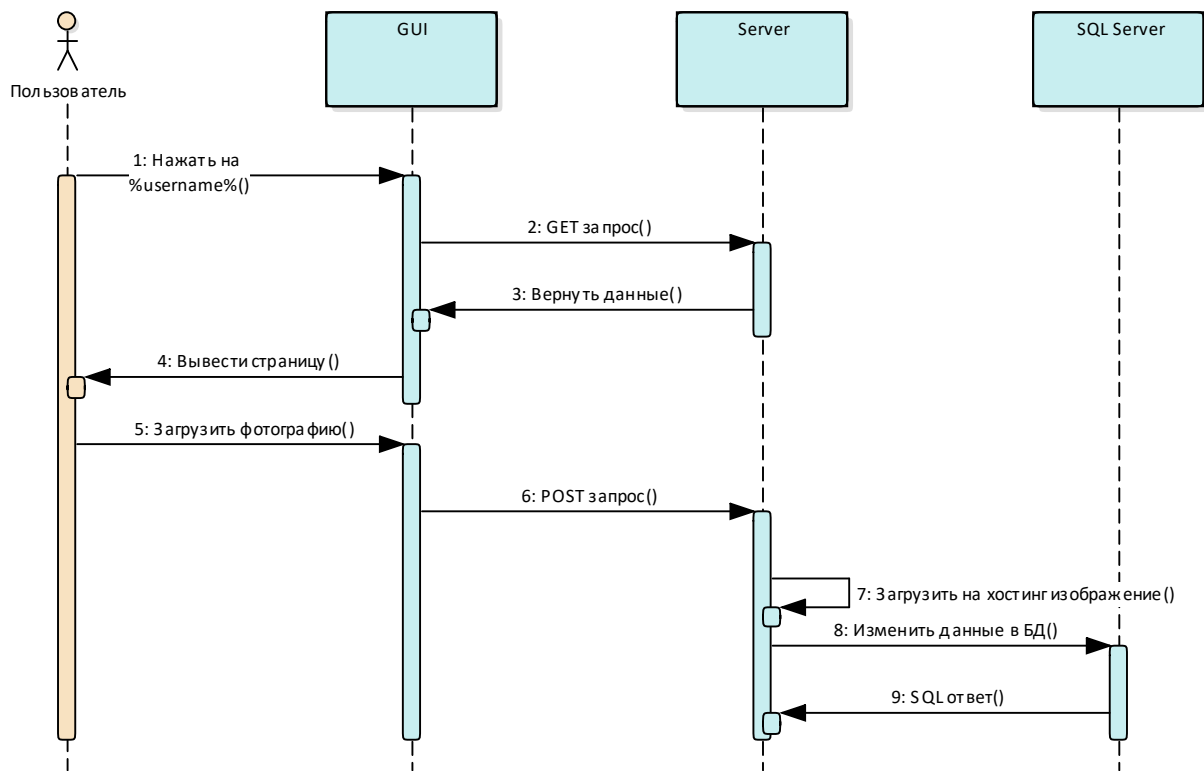 GUI
Server
SQL Server
Пользователь
1: Нажать на
%username%()
2: GET запрос()
3: Вернуть данные()
4: Вывести страницу()
5: Загрузить фотографию()
6: POST запрос()
7: Загрузить на хостинг изображение()
8: Изменить данные в БД()
9: SQL ответ()